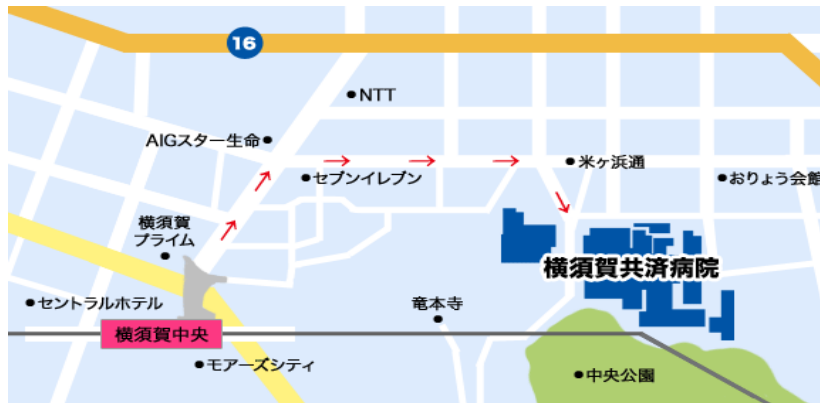 16
NTT
AIGスター生命
セブンイレブン
米ヶ浜通
おりょう会館
横須賀
プライム
横須賀共済病院
セントラルホテル
竜本寺
横須賀中央
モアーズシティ
中央公園